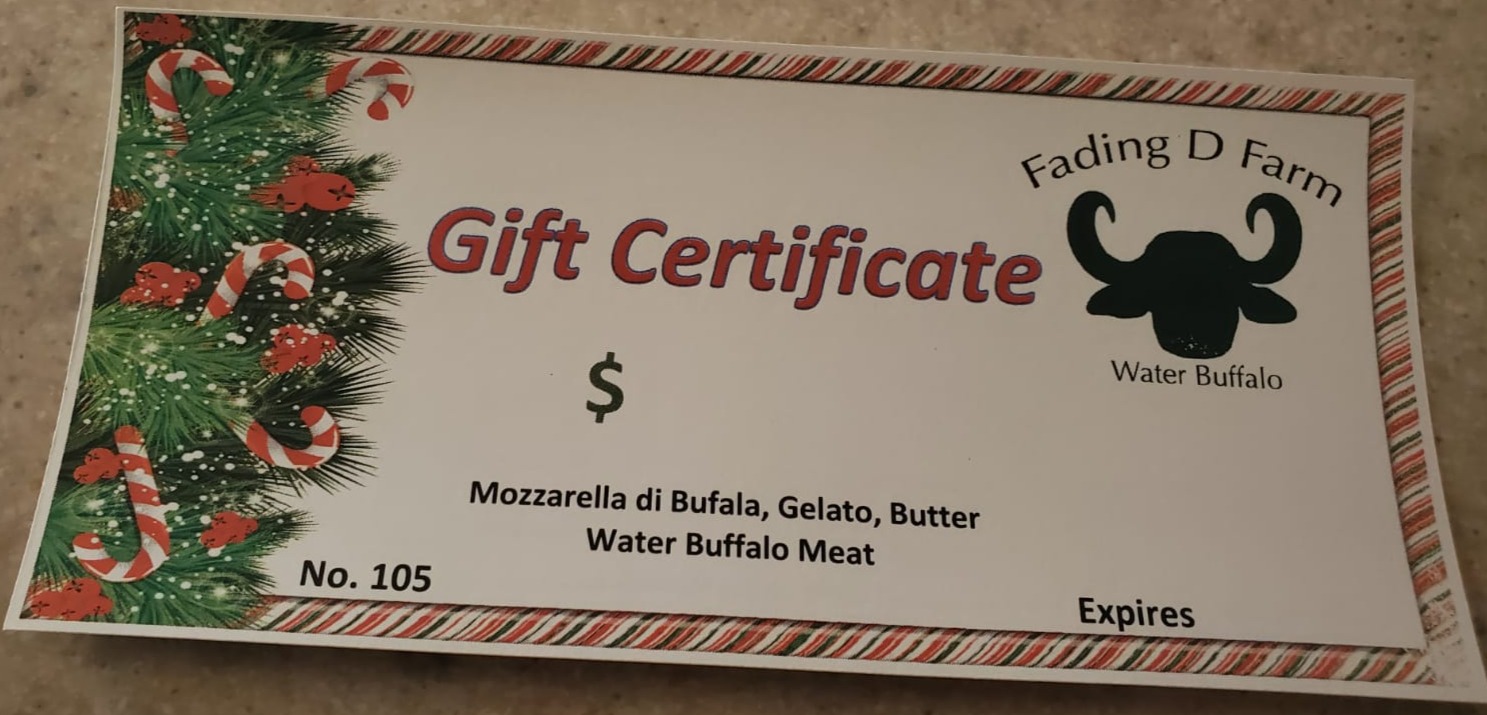 Fading D Farm
Gift Certificate
Water Buffalo
$
Mozzarella di Bufala, Gelato, Butter
Water Buffalo Meat
No. 105
Expires